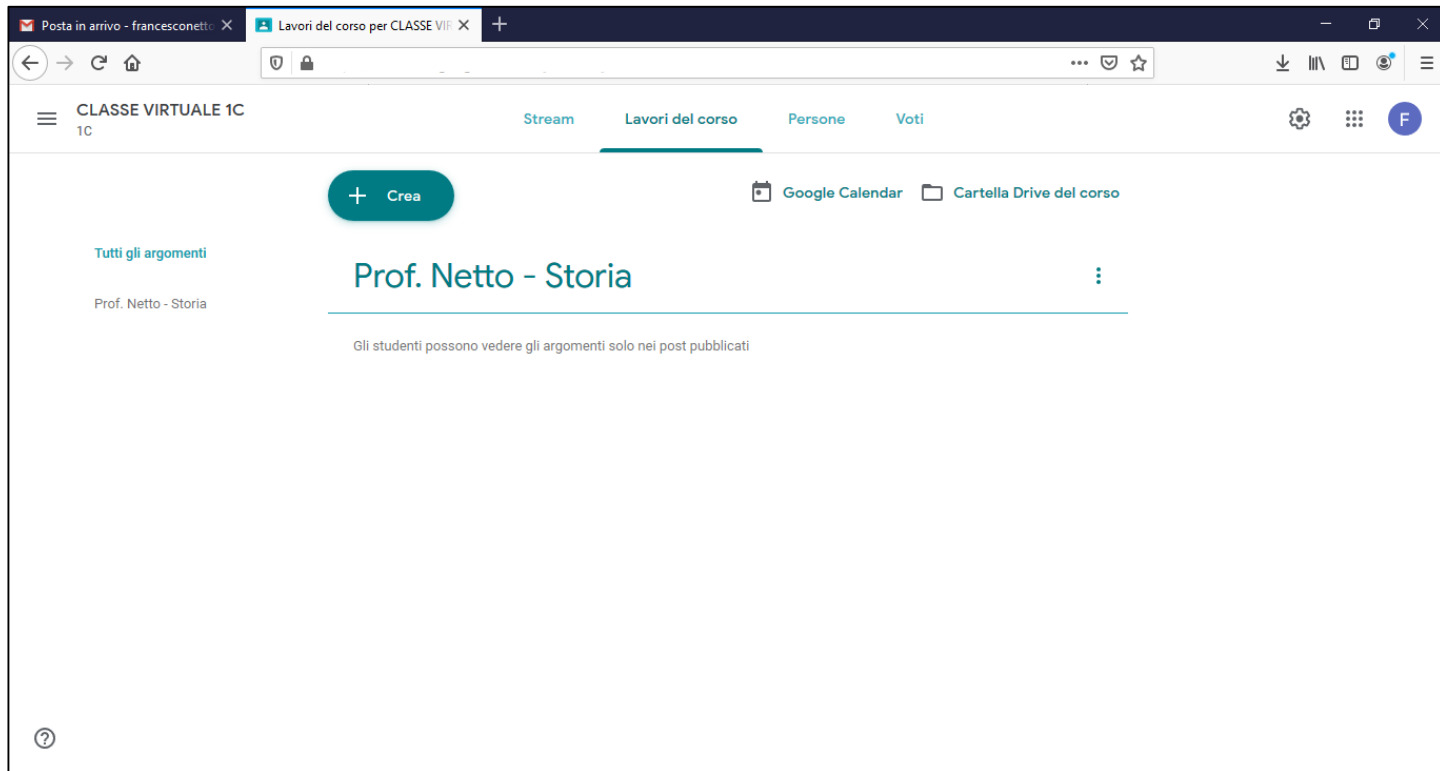 Posta in arrivo - francesconetto
Lavori del corso per CLASSE VIR
CLASSE VIRTUALE 1C
1C
Stream
Lavori del corso
Persone
Voti
F
Crea
Google Calendar
Cartella Drive del corso
Tutti gli argomenti
Prof. Netto - Storia
Prof. Netto - Storia
Gli studenti possono vedere gli argomenti solo nei post pubblicati